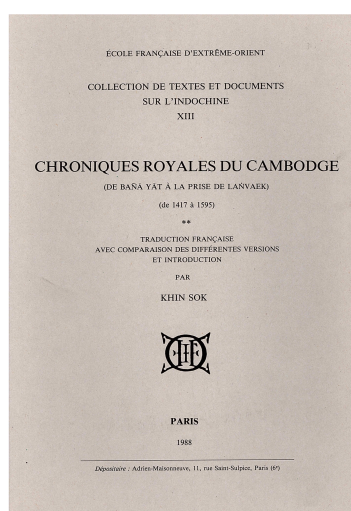 ÉCOLE FRANÇAISE D'EXTRÊME-ORIENT
COLLECTION DE TEXTES ET DOCUMENTS
SUR L'INDOCHINE
XIII
CHRONIQUES ROYALES DU CAMBODGE
(DE BAÑĀ YĀT À LA PRISE DE LAṄVAEK)
(de 1417 à 1595)
**
TRADUCTION FRANÇAISE
AVEC COMPARAISON DES DIFFÉRENTES VERSIONS
ET INTRODUCTION
PAR
KHIN SOK
PARIS
1988
Dépositaire : Adrien-Maisonneuve, 11, rue Saint-Sulpice, Paris (6e)